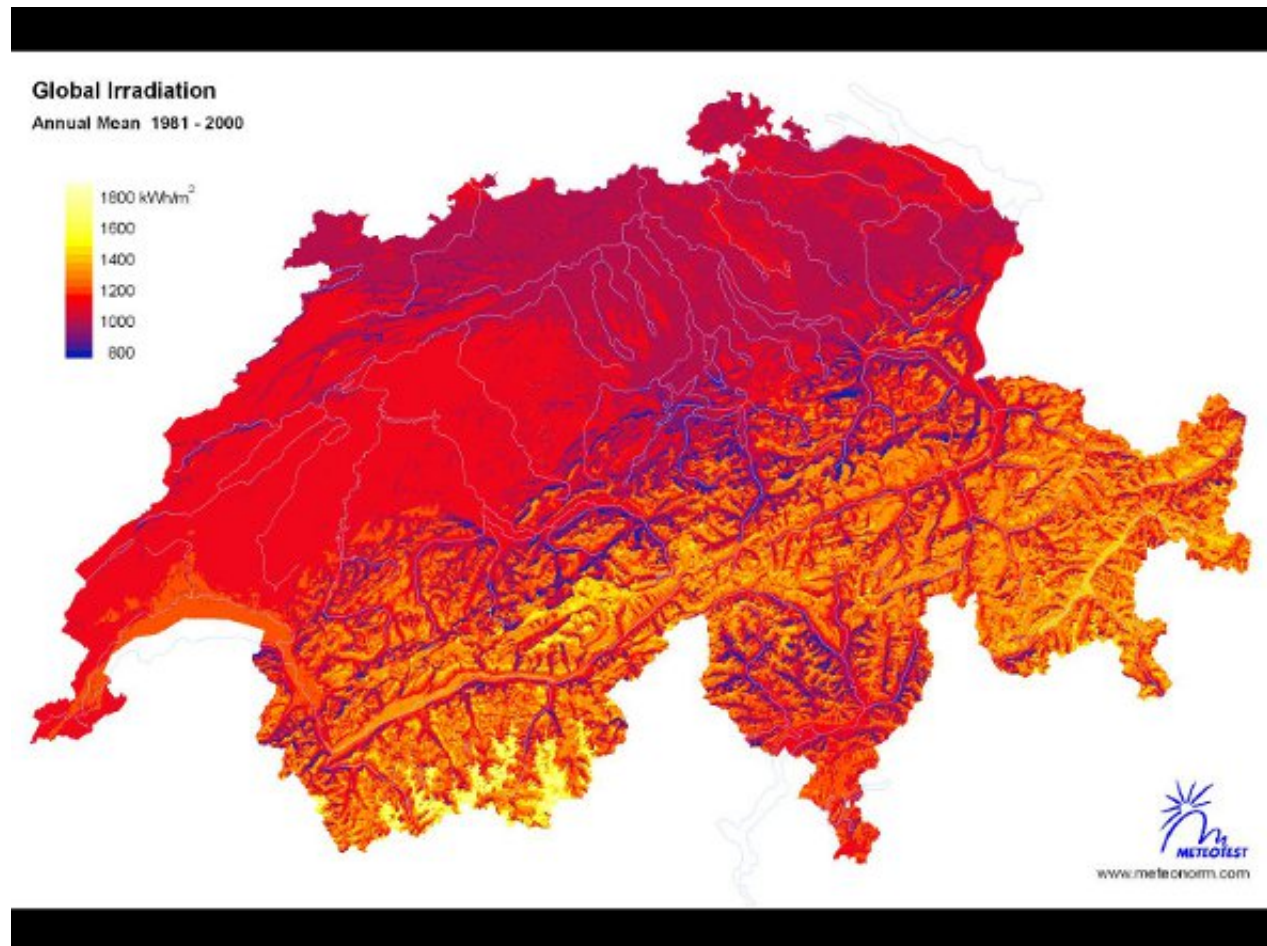 Global Irradiation
Annual Mean 1981 - 2000
1800 kWh/m²
1600
1400
1200
1000
800
METEOTEST
www.meteonorm.com